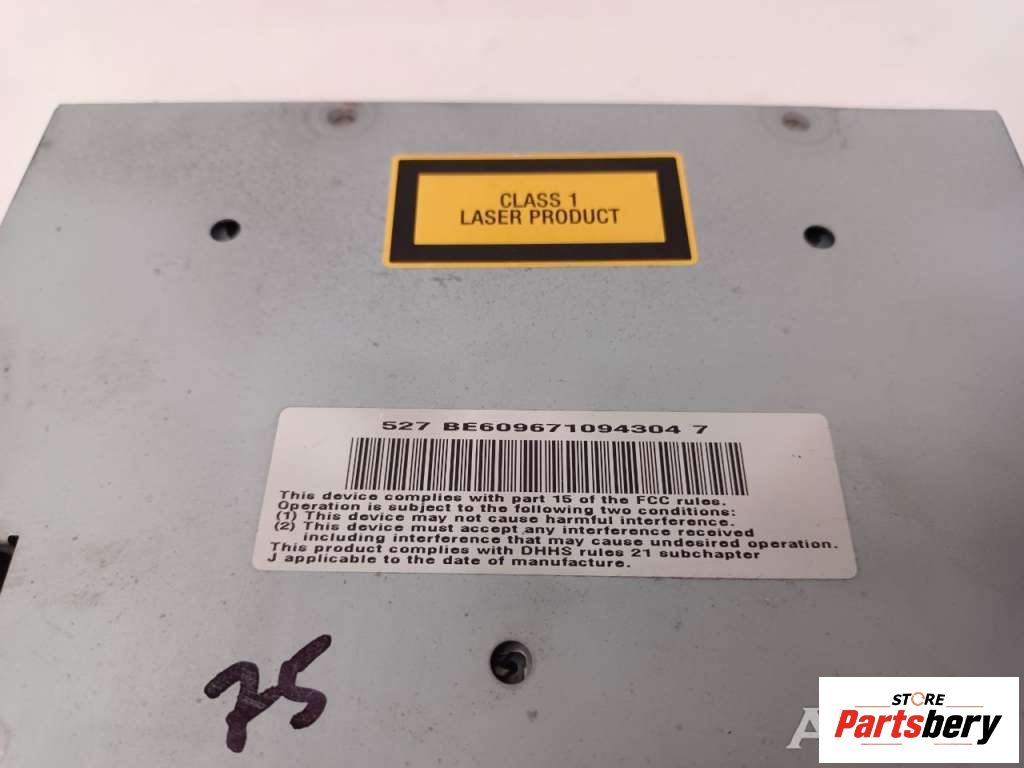 CLASS 1
LASER PRODUCT
527 BE609671094304 7
This device complies with part 15 of the FCC rules.
Operation is subject to the following two conditions:
(1) This device may not cause harmful interference.
(2) This device must accept any interference received
including interference that may cause undesired operation.
This product complies with DHHS rules 21 subchapter
J applicable to the date of manufacture.
75
STORE
Partsbery